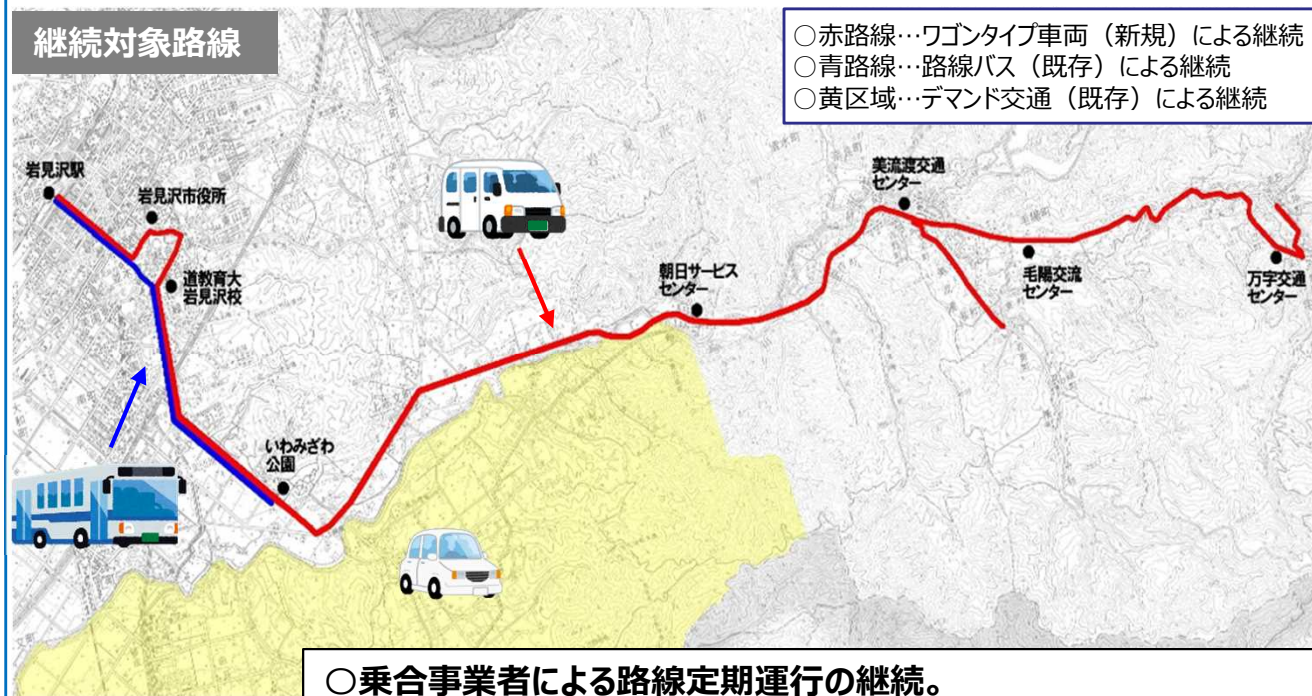 継続対象路線
○赤路線…ワゴンタイプ車両（新規）による継続
○青路線…路線バス（既存）による継続
○黄区域…デマンド交通（既存）による継続
岩見沢駅
岩見沢市役所
道教育大
岩見沢校
いわみざわ
公園
朝日サービス
センター
美流渡交通
センター
毛陽交流
センター
万字交通
センター
○乗合事業者による路線定期運行の継続。